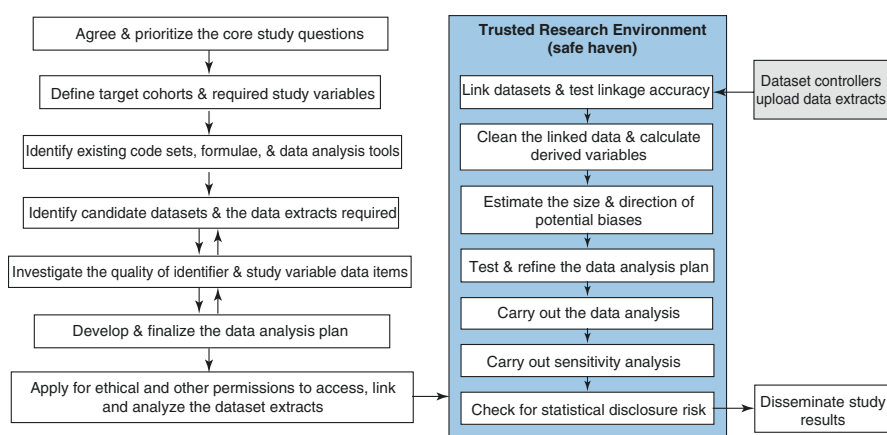 Agree & prioritize the core study questions
Define target cohorts & required study variables
Identify existing code sets, formulae, & data analysis tools
Identify candidate datasets & the data extracts required
Investigate the quality of identifier & study variable data items
Develop & finalize the data analysis plan
Apply for ethical and other permissions to access, link
and analyze the dataset extracts
Trusted Research Environment
(safe haven)
Link datasets & test linkage accuracy
Clean the linked data & calculate
derived variables
Estimate the size & direction of
potential biases
Test & refine the data analysis plan
Carry out the data analysis
Carry out sensitivity analysis
Check for statistical disclosure risk
Dataset controllers
upload data extracts
Disseminate study
results